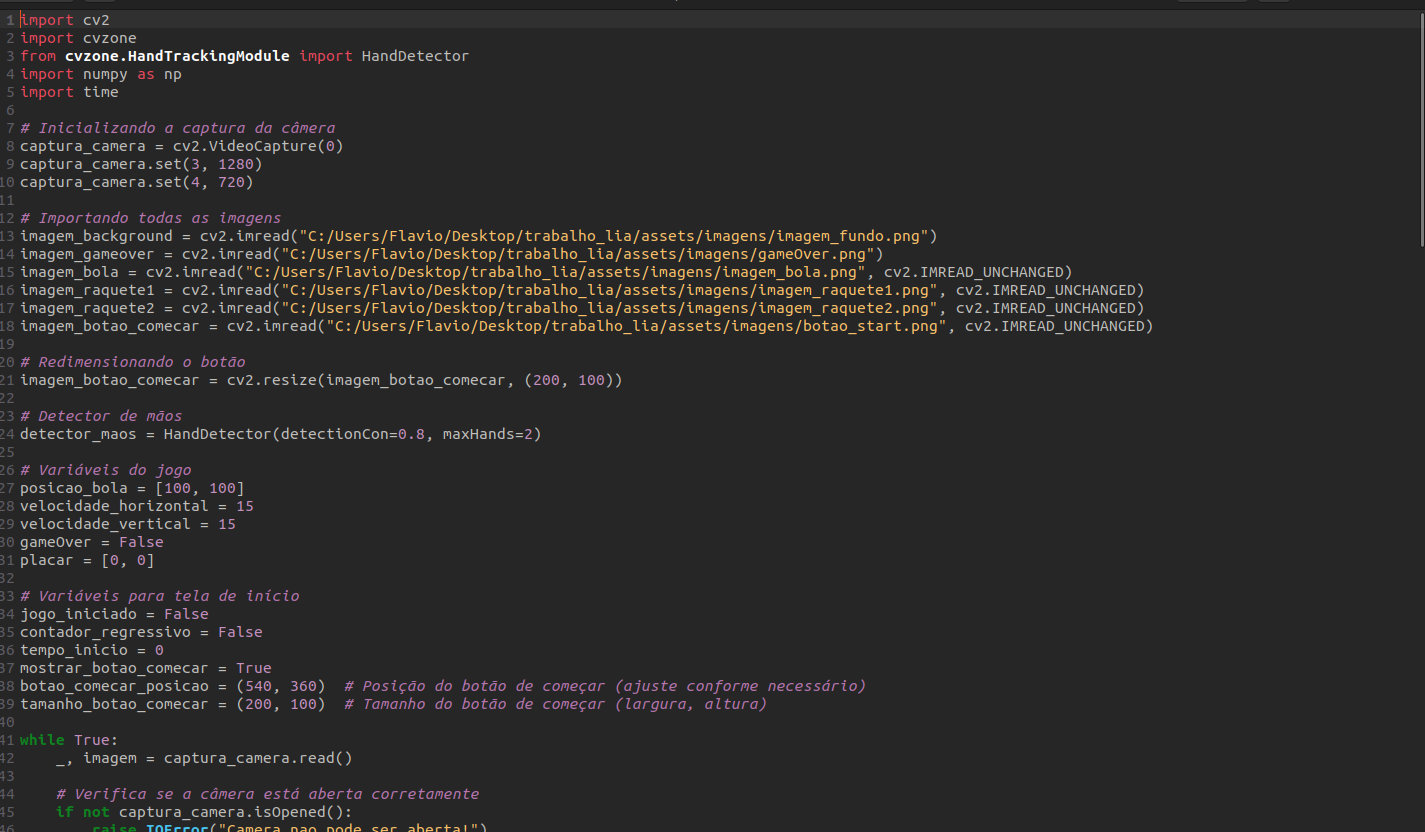 1 import cv2
2 import cvzone
3 from cvzone.HandTrackingModule import HandDetector
4 import numpy as np
5 import time
6
7 # Inicializando a captura da câmera
8 captura_camera = cv2.VideoCapture(0)
9 captura_camera.set(3, 1280)
10 captura_camera.set(4, 720)
11
12 # Importando todas as imagens
13 imagem_background = cv2.imread("C:/Users/Flavio/Desktop/trabalho_lia/assets/imagens/imagem_fundo.png")
14 imagem_gameover = cv2.imread("C:/Users/Flavio/Desktop/trabalho_lia/assets/imagens/gameOver.png")
15 imagem_bola = cv2.imread("C:/Users/Flavio/Desktop/trabalho_lia/assets/imagens/imagem_bola.png", cv2.IMREAD_UNCHANGED)
16 imagem_raquete1 = cv2.imread("C:/Users/Flavio/Desktop/trabalho_lia/assets/imagens/imagem_raquete1.png", cv2.IMREAD_UNCHANGED)
17 imagem_raquete2 = cv2.imread("C:/Users/Flavio/Desktop/trabalho_lia/assets/imagens/imagem_raquete2.png", cv2.IMREAD_UNCHANGED)
18 imagem_botao_comecar = cv2.imread("C:/Users/Flavio/Desktop/trabalho_lia/assets/imagens/botao_start.png", cv2.IMREAD_UNCHANGED)
19
20 # Redimensionando o botão
21 imagem_botao_comecar = cv2.resize(imagem_botao_comecar, (200, 100))
22
23 # Detector de mãos
24 detector_maos = HandDetector(detectionCon=0.8, maxHands=2)
25
26 # Variáveis do jogo
27 posicao_bola = [100, 100]
28 velocidade_horizontal = 15
29 velocidade_vertical = 15
30 gameOver = False
31 placar = [0, 0]
32
33 # Variáveis para tela de início
34 jogo_iniciado = False
35 contador_regressivo = False
36 tempo_inicio = 0
37 mostrar_botao_comecar = True
38 botao_comecar_posicao = (540, 360)  # Posição do botão de começar (ajuste conforme necessário)
39 tamanho_botao_comecar = (200, 100)  # Tamanho do botão de começar (largura, altura)
40
41 while True:
42     _, imagem = captura_camera.read()
43
44     # Verifica se a câmera está aberta corretamente
45     if not captura_camera.isOpened():
46         raise IOError("Camera nao pode ser aberta!")